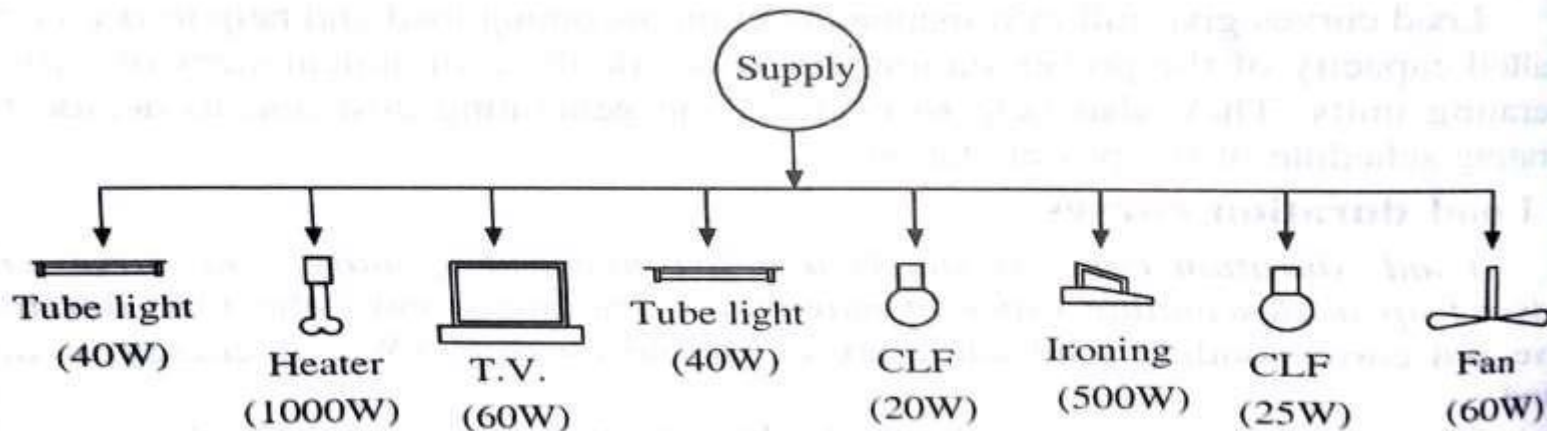 Supply
Tube light
(40W)
Heater
(1000W)
T.V.
(60W)
Tube light
(40W)
CLF
(20W)
Ironing
(500W)
CLF
(25W)
Fan
(60W)